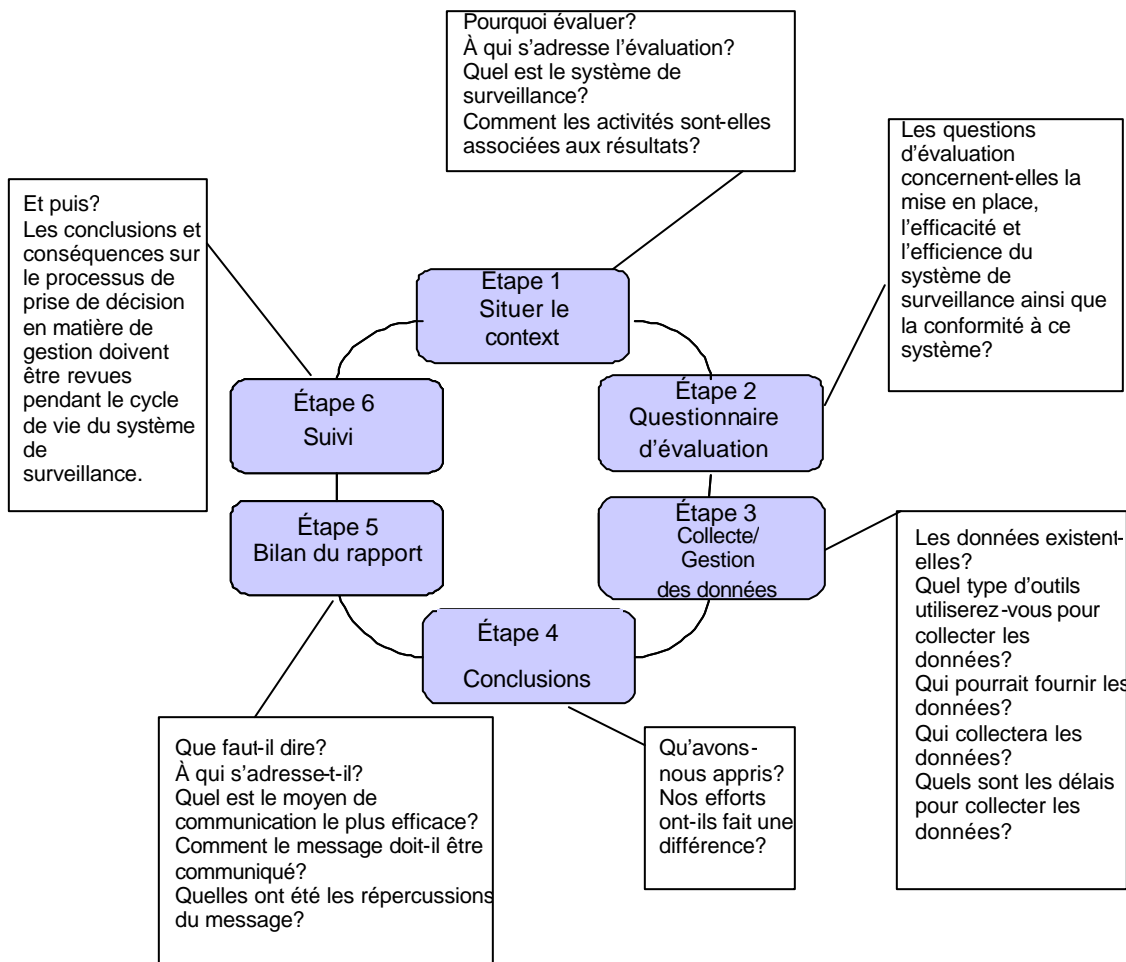 Pourquoi évaluer?
À qui s’adresse l’évaluation?
Quel est le système de
surveillance?
Comment les activités sont-elles
associées aux résultats?
Les questions
d’évaluation
concernent-elles la
mise en place,
l’efficacité et
l’efficience du
système de
surveillance ainsi que
la conformité à ce
système?
Et puis?
Les conclusions et
conséquences sur
le processus de
prise de décision
en matière de
gestion doivent
être revues
pendant le cycle
de vie du système
de
surveillance.
Etape 1
Situer le
context
Étape 2
Questionnaire
d’évaluation
Étape 6
Suivi
Étape 3
Collecte/
Gestion
des données
Étape 5
Bilan du rapport
Étape 4
Conclusions
Les données existent-
elles?
Quel type d’outils
utiliserez-vous pour
collecter les
données?
Qui pourrait fournir les
données?
Qui collectera les
données?
Quels sont les délais
pour collecter les
données?
Que faut-il dire?
À qui s’adresse-t-il?
Quel est le moyen de
communication le plus efficace?
Comment le message doit-il être
communiqué?
Quelles ont été les répercussions
du message?
Qu’avons-
nous appris?
Nos efforts
ont-ils fait une
différence?